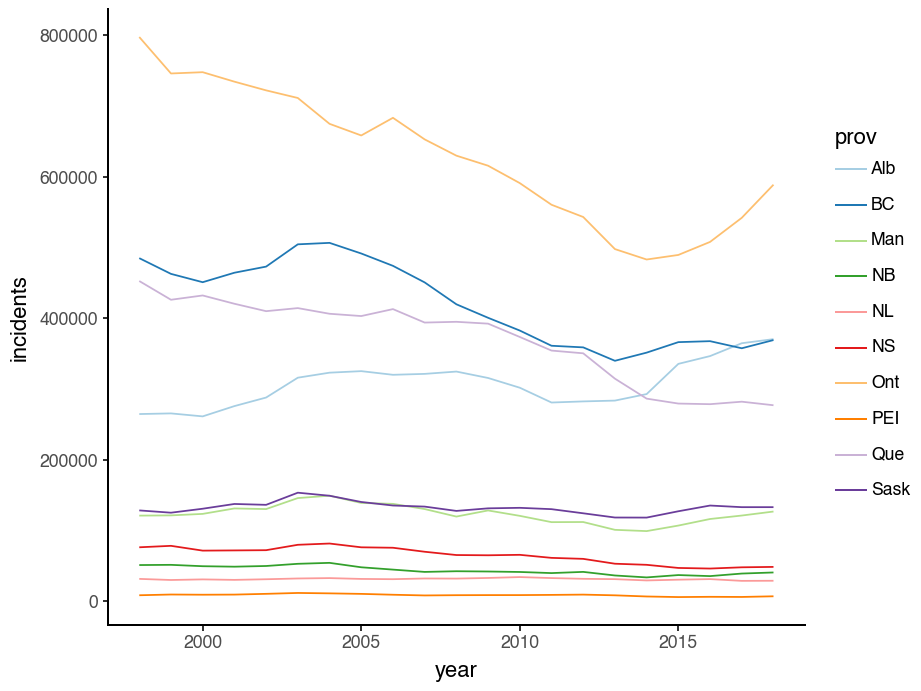 800000
600000
400000
200000
0
incidents
2000
2005
2010
2015
year
prov
Alb
BC
Man
NB
NL
NS
Ont
PEI
Que
Sask